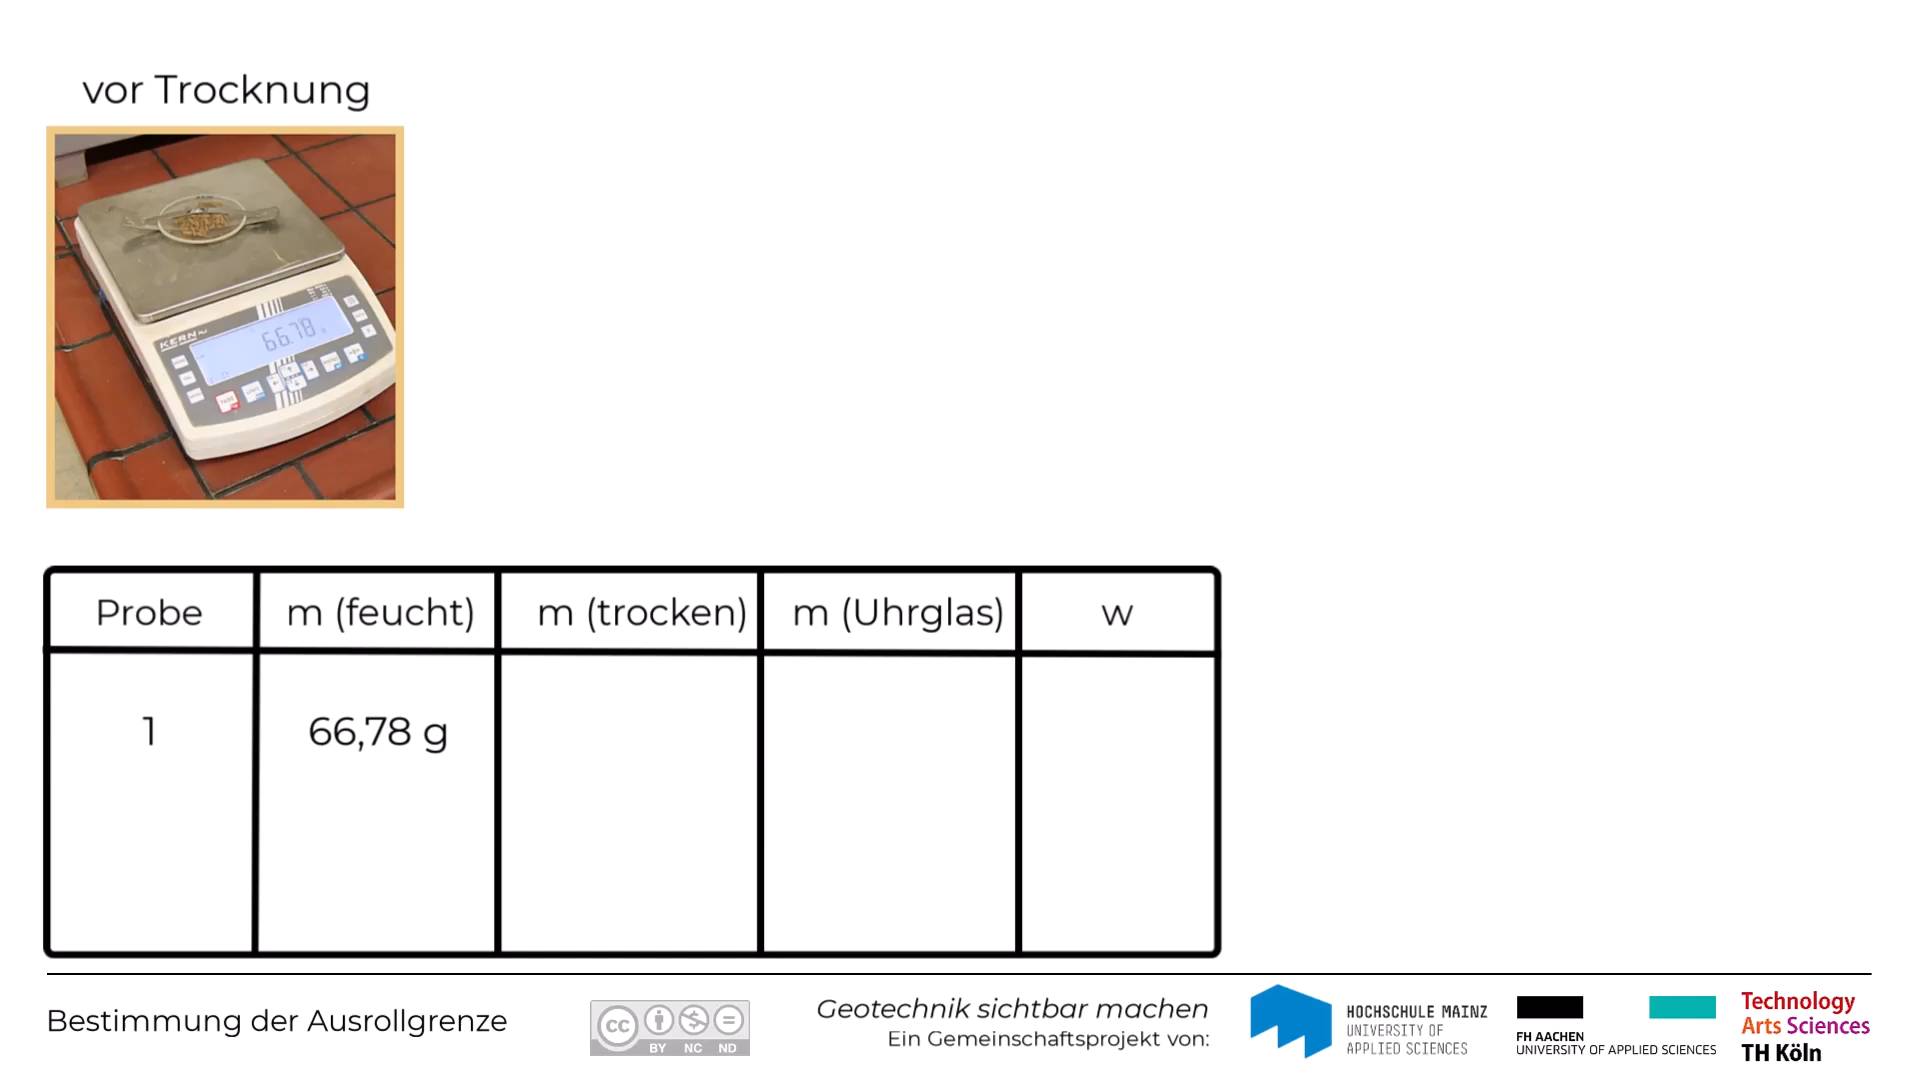 vor Trocknung
KERN
66.78
Probe
m (feucht)
m (trocken)
m (Uhrglas)
w
1
66,78 g
Bestimmung der Ausrollgrenze
cc
BY NC ND
Geotechnik sichtbar machen
Ein Gemeinschaftsprojekt von:
HOCHSCHULE MAINZ
UNIVERSITY OF
APPLIED SCIENCES
FH AACHEN
UNIVERSITY OF APPLIED SCIENCES
Technology
Arts Sciences
TH Köln